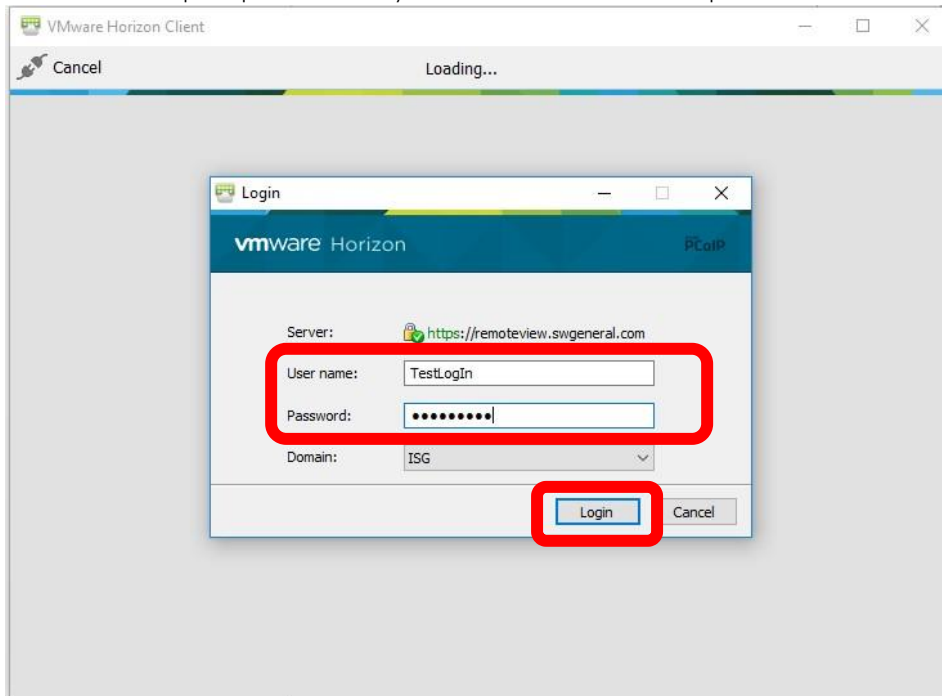 VMware Horizon Client
Cancel Loading...
Login
vmware Horizon PCoIP
Server: https://remoteview.swgeneral.com
User name: TestLogIn
Password: •••••••••
Domain: ISG
Login Cancel